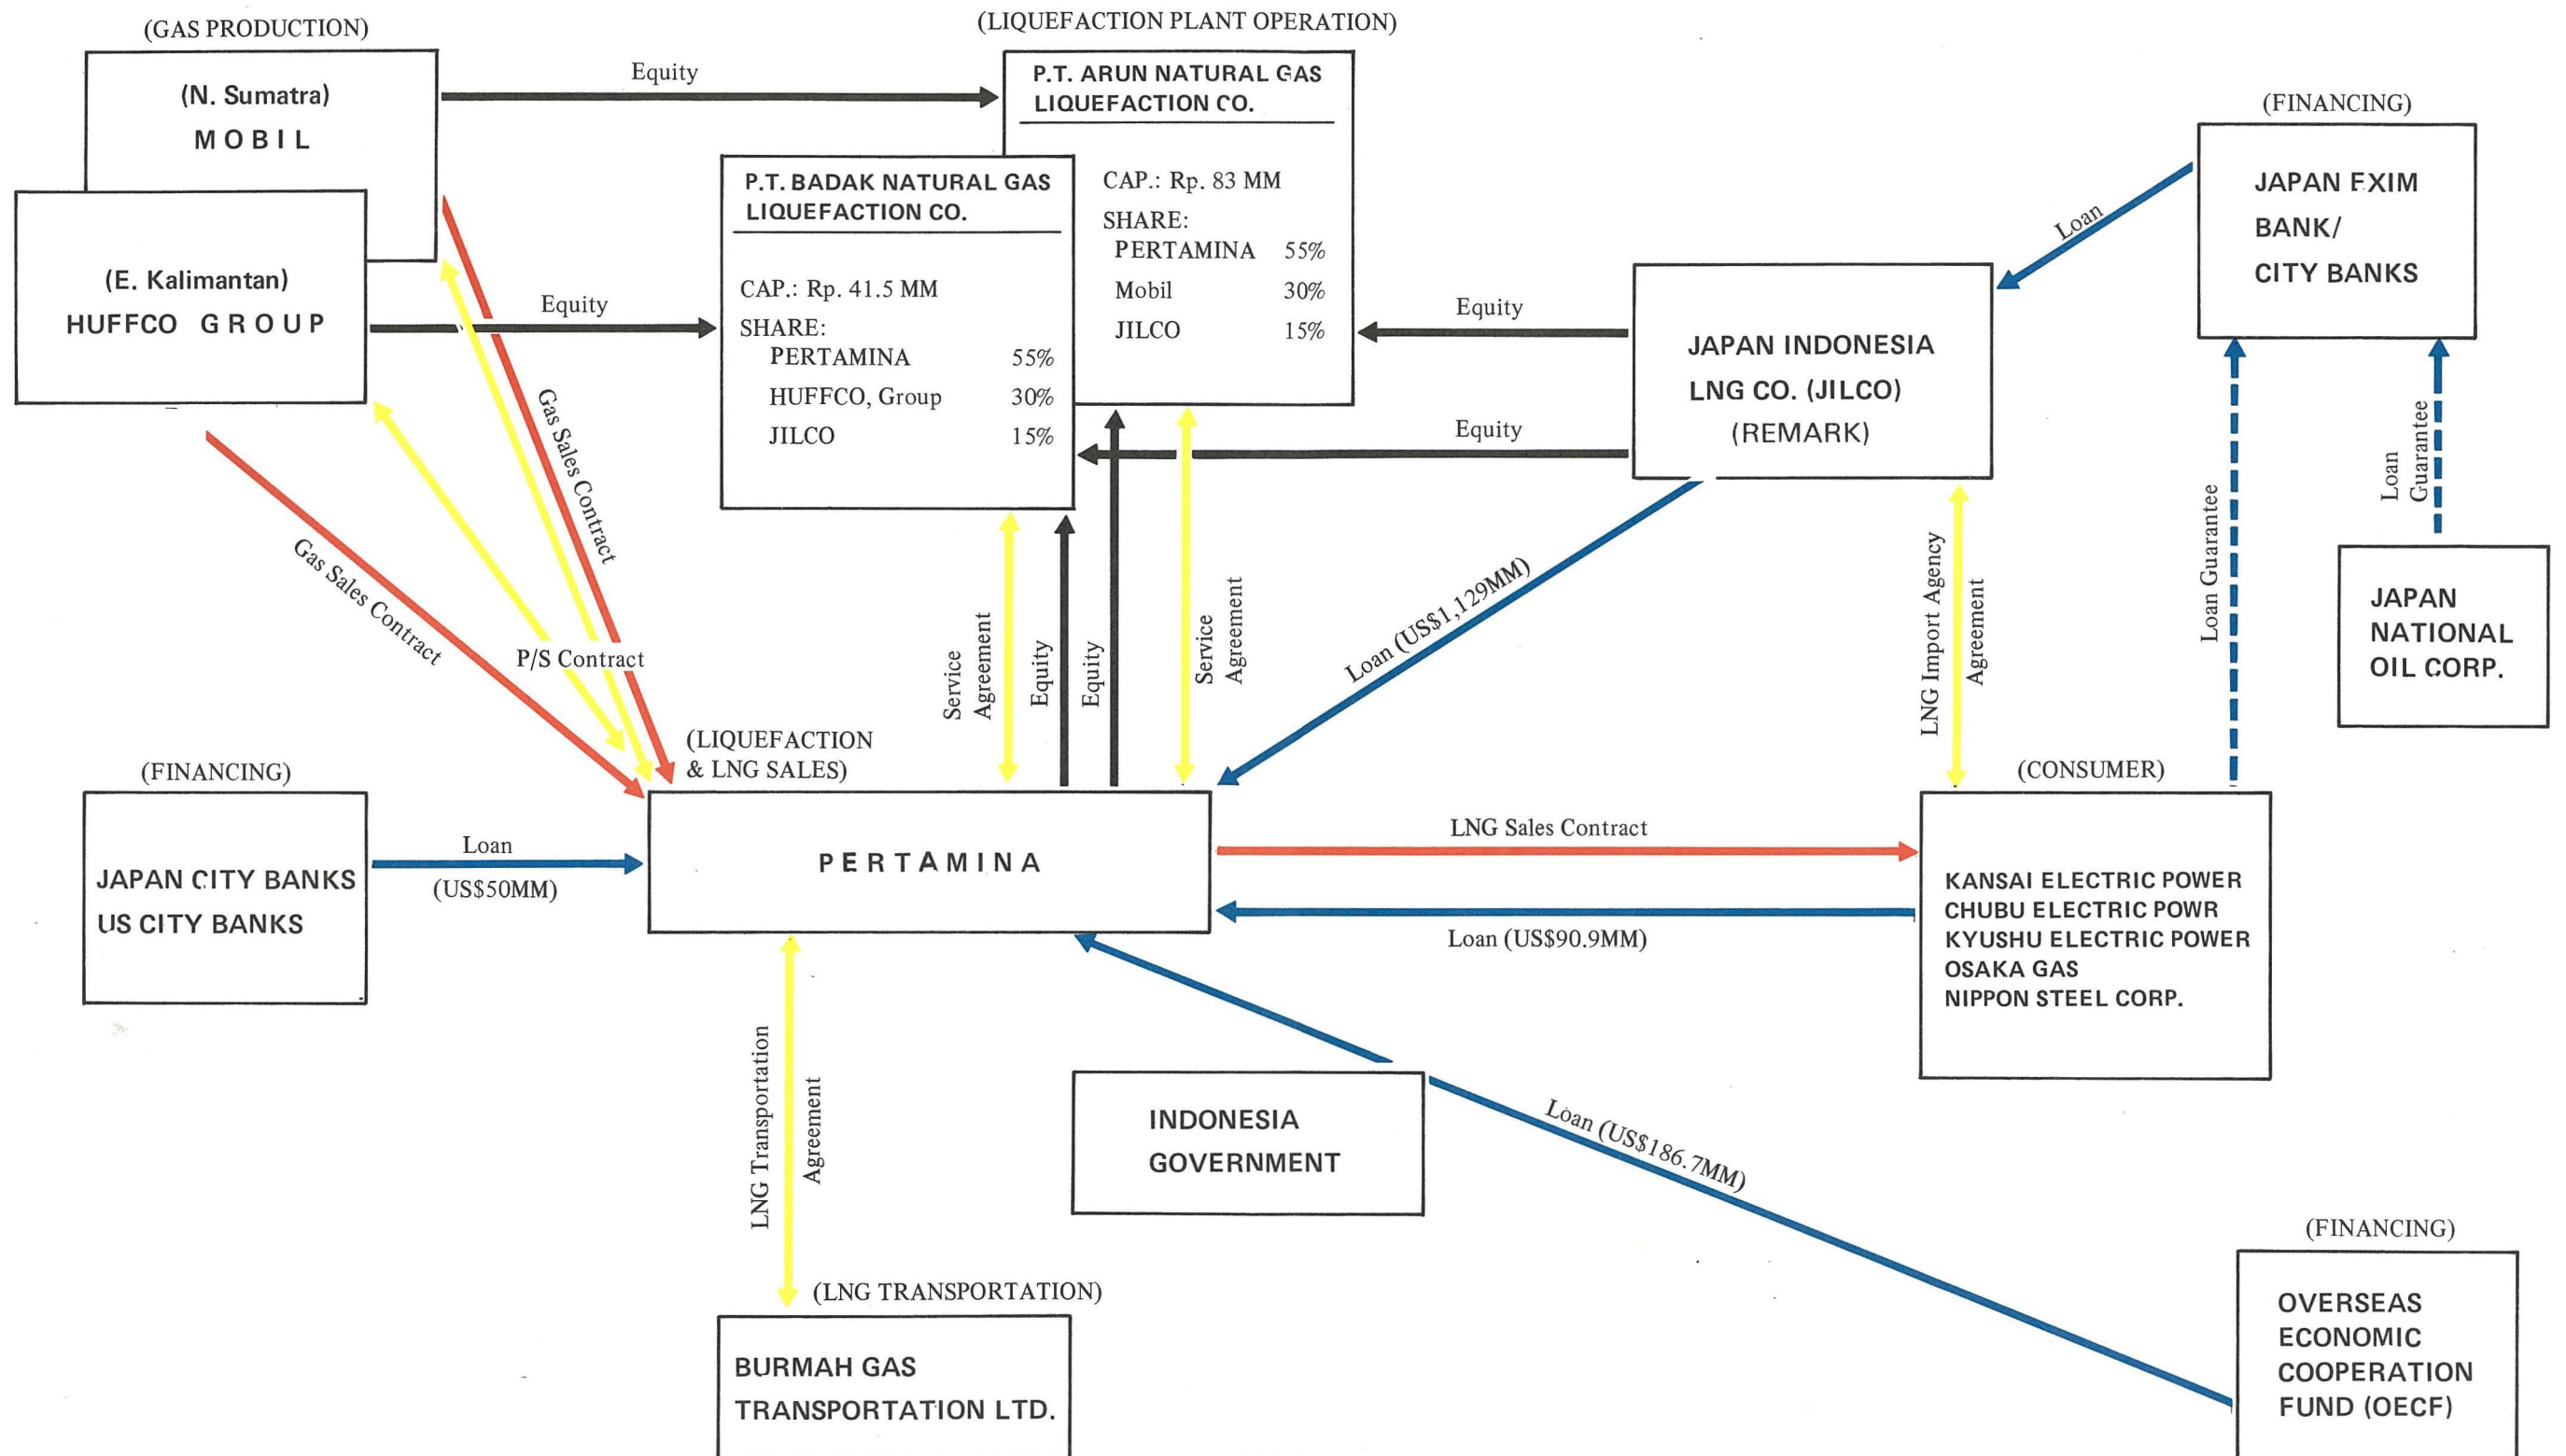 (GAS PRODUCTION)
(LIQUEFACTION PLANT OPERATION)
(N. Sumatra)
MOBIL
Equity
P.T. ARUN NATURAL GAS
LIQUEFACTION CO.
CAP.: Rp. 83 MM
SHARE:
PERTAMINA 55%
Mobil 30%
JILCO 15%
(E. Kalimantan)
HUFFCO GROUP
Equity
P.T. BADAK NATURAL GAS
LIQUEFACTION CO.
CAP.: Rp. 41.5 MM
SHARE:
PERTAMINA 55%
HUFFCO, Group 30%
JILCO 15%
(FINANCING)
JAPAN EXIM
BANK/
CITY BANKS
Loan
Equity
Equity
JAPAN INDONESIA
LNG CO. (JILCO)
(REMARK)
Loan Guarantee
Loan
Guarantee
JAPAN
NATIONAL
OIL CORP.
Gas Sales Contract
Gas Sales Contract
P/S Contract
Service
Agreement
Equity
Equity
Service
Agreement
Loan (US$1,129MM)
LNG Import Agency
Agreement
(LIQUEFACTION
& LNG SALES)
(FINANCING)
JAPAN CITY BANKS
US CITY BANKS
Loan
(US$50MM)
PERTAMINA
LNG Sales Contract
Loan (US$90.9MM)
(CONSUMER)
KANSAI ELECTRIC POWER
CHUBU ELECTRIC POWR
KYUSHU ELECTRIC POWER
OSAKA GAS
NIPPON STEEL CORP.
LNG Transportation
Agreement
INDONESIA
GOVERNMENT
Loan (US$186.7MM)
(LNG TRANSPORTATION)
BURMAH GAS
TRANSPORTATION LTD.
(FINANCING)
OVERSEAS
ECONOMIC
COOPERATION
FUND (OECF)